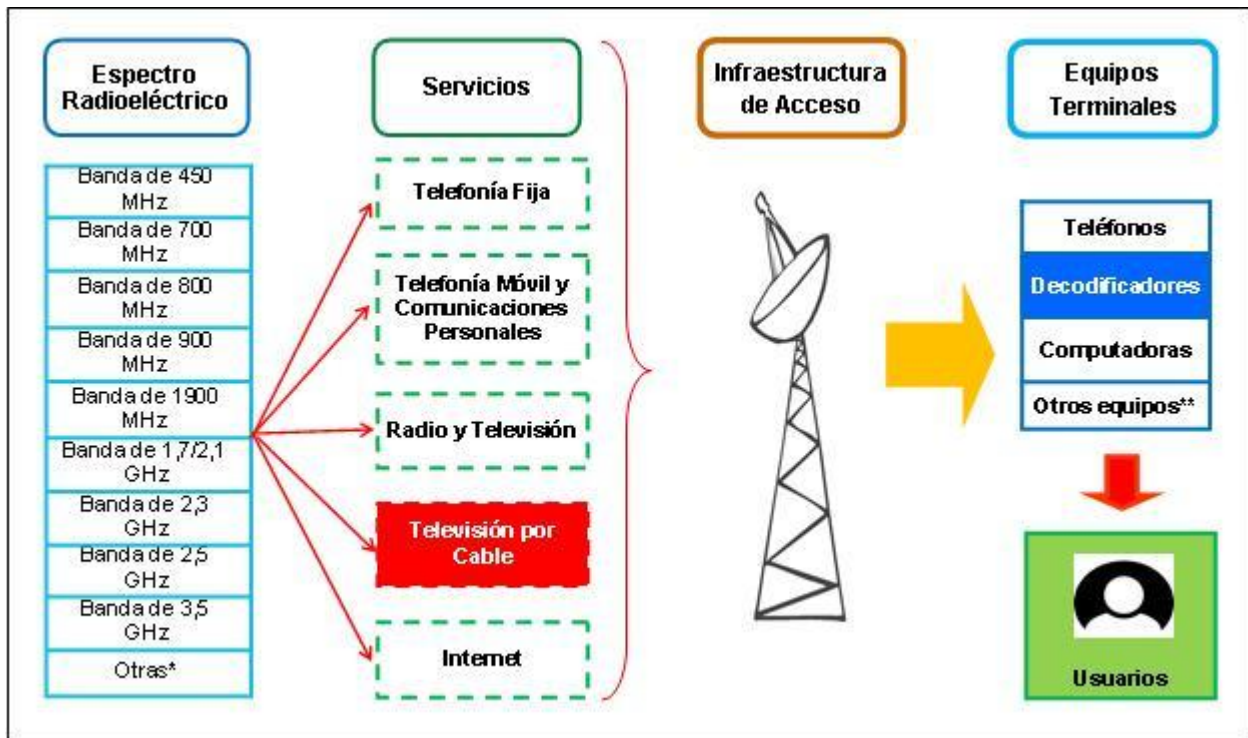 Espectro
Radioeléctrico
Servicios
Infraestructura
de Acceso
Equipos
Terminales
Banda de 450
MHz
Banda de 700
MHz
Banda de 800
MHz
Banda de 900
MHz
Banda de 1900
MHz
Banda de 1,7/2,1
GHz
Banda de 2,3
GHz
Banda de 2,5
GHz
Banda de 3,5
GHz
Otras*
Telefonía Fija
Telefonía Móvil y
Comunicaciones
Personales
Radio y Televisión
Televisión por
Cable
Internet
Teléfonos
Decodificadores
Computadoras
Otros equipos**
Usuarios